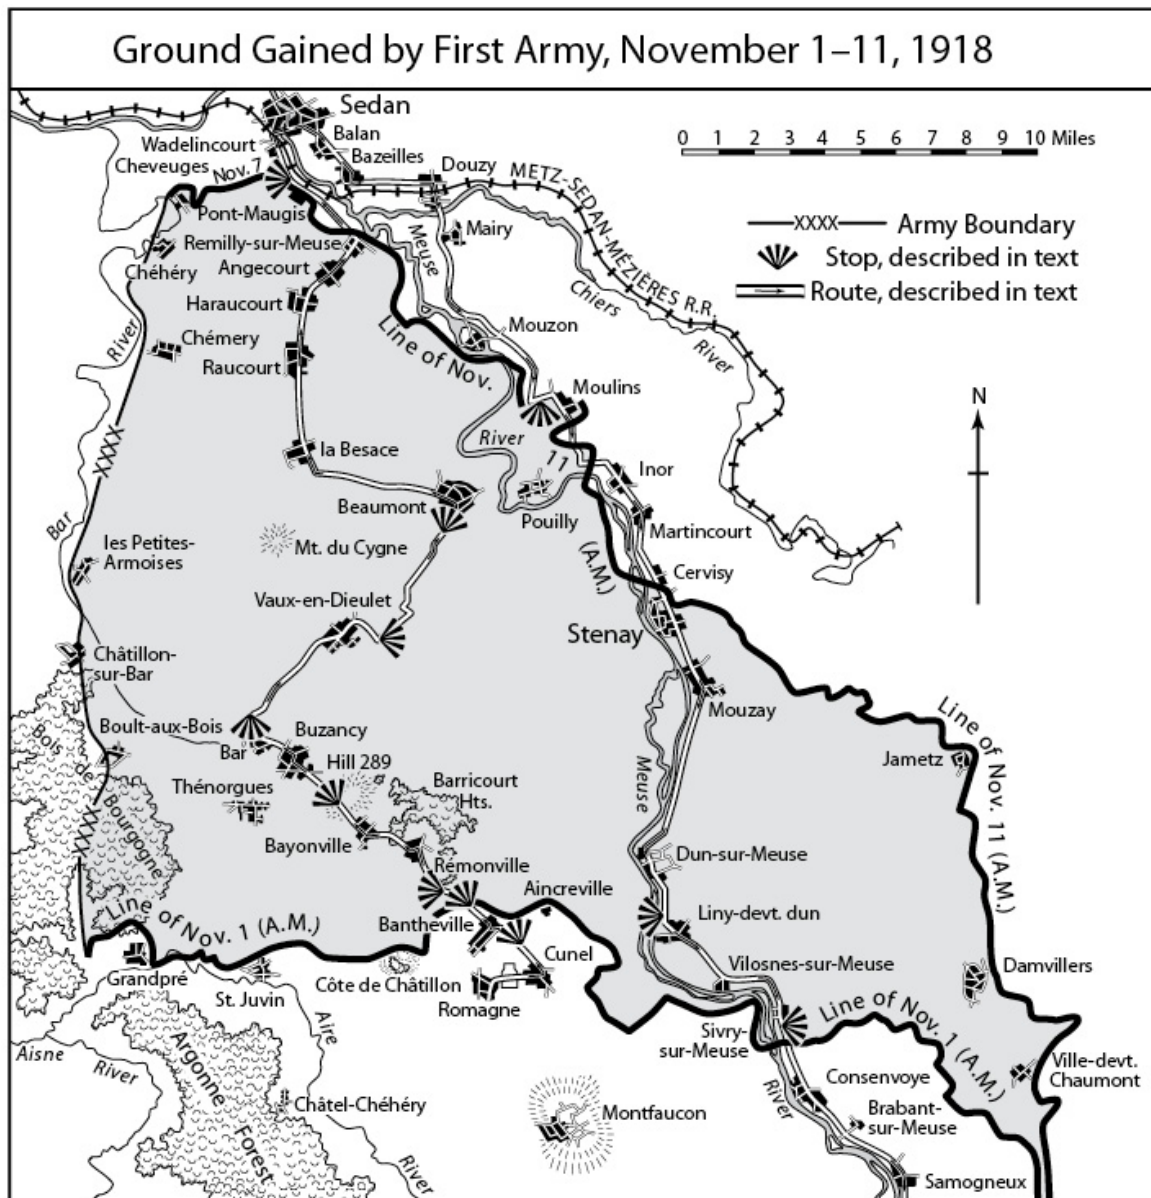 Ground Gained by First Army, November 1–11, 1918
Sedan
0 1 2 3 4 5 6 7 8 9 10 Miles
Balan
Wadelincourt
Bazeilles
Cheveuges
Douzy
METZ-SEDAN-MÉZIÈRES R.R.
Nov. 7
Pont-Maugis
XXXX Army Boundary
Mairy
Meuse
Remilly-sur-Meuse
Stop, described in text
Chéhéry
Angecourt
Route, described in text
Chiers
River
Haraucourt
River
Mouzon
Chémery
Line of Nov.
11
(A.M.)
Raucourt
Moulins
N
XXXX
River
la Besace
Inor
Beaumont
Pouilly
Martincourt
Bar
Mt. du Cygne
les Petites-
Armoises
Cervisy
Vaux-en-Dieulet
Stenay
Châtillon-
sur-Bar
Mouzay
Line of Nov. 11 (A.M.)
Boult-aux-Bois
Buzancy
Bar
Bois de
Bourgogne
Hill 289
Jametz
Meuse
Barricourt
Hts.
Thénorgues
XXXX
Bayonville
Dun-sur-Meuse
Rémonville
Aincreville
Line of Nov. 1 (A.M.)
Bantheville
Liny-devt. dun
Cunel
Vilosnes-sur-Meuse
Damvillers
Grandpré
Côte de Châtillon
St. Juvin
Romagne
Line of Nov. 1 (A.M.)
Sivry-
sur-Meuse
Aire
River
Aisne
River
Argonne
Forest
Ville-devt.
Chaumont
Consenvoye
River
Châtel-Chéhéry
Montfaucon
Brabant-
sur-Meuse
Samogneux